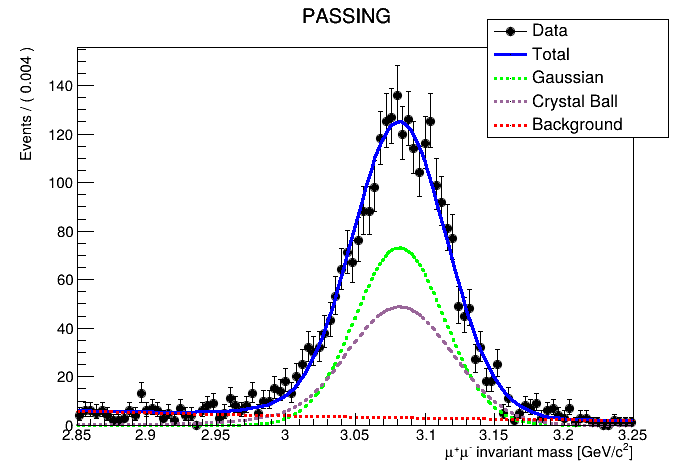 PASSING
Data
Total
Gaussian
Crystal Ball
Background
Events / ( 0.004 )
140
120
100
80
60
40
20
0
2.85 2.9 2.95 3 3.05 3.1 3.15 3.2 3.25
μ⁺μ⁻ invariant mass [GeV/c²]